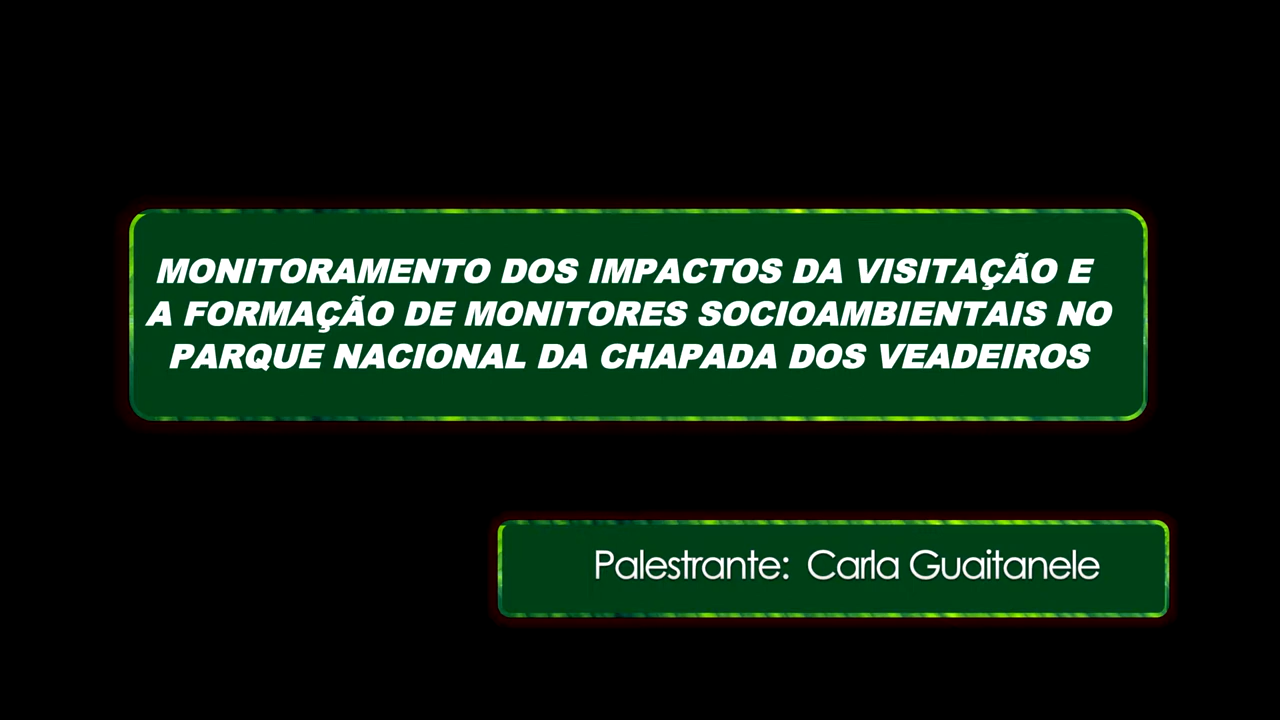 MONITORAMENTO DOS IMPACTOS DA VISITAÇÃO E
A FORMAÇÃO DE MONITORES SOCIOAMBIENTAIS NO
PARQUE NACIONAL DA CHAPADA DOS VEADEIROS
Palestrante: Carla Guaitanele